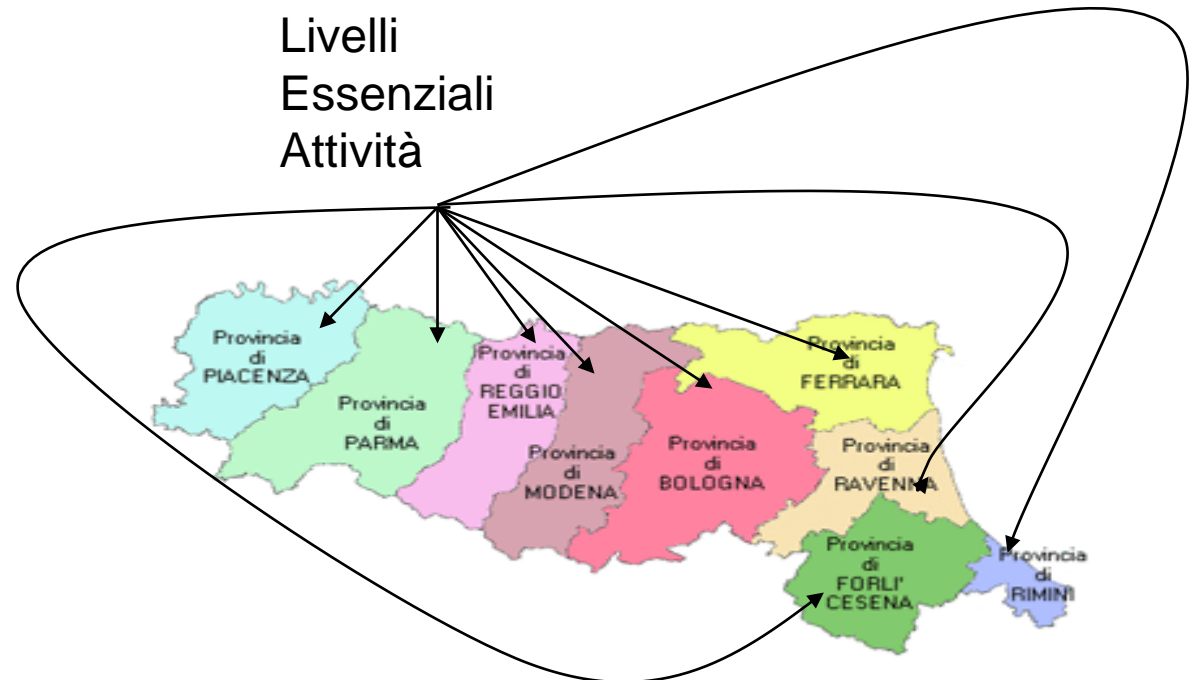 Livelli
Essenziali
Attività
Provincia
di
PIACENZA
Provincia
di
PARMA
Provincia
di
REGGIO
EMILIA
Provincia
di
MODENA
Provincia
di
BOLOGNA
Provincia
di
FERRARA
Provincia
di
RAVENNA
Provincia
di
FORLI'
CESENA
Provincia
di
RIMINI